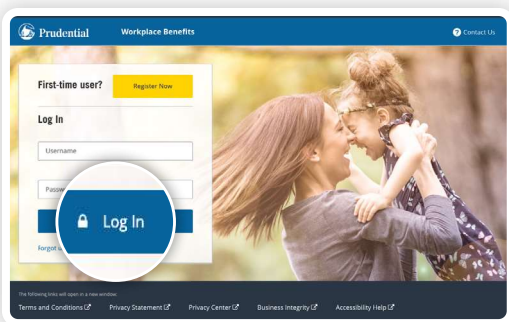 Prudential Workplace Benefits Contact Us
First-time user? Register Now
Log In
Username
Passw
Log In
Forgot
The following links will open in a new window.
Terms and Conditions Privacy Statement Privacy Center Business Integrity Accessibility Help